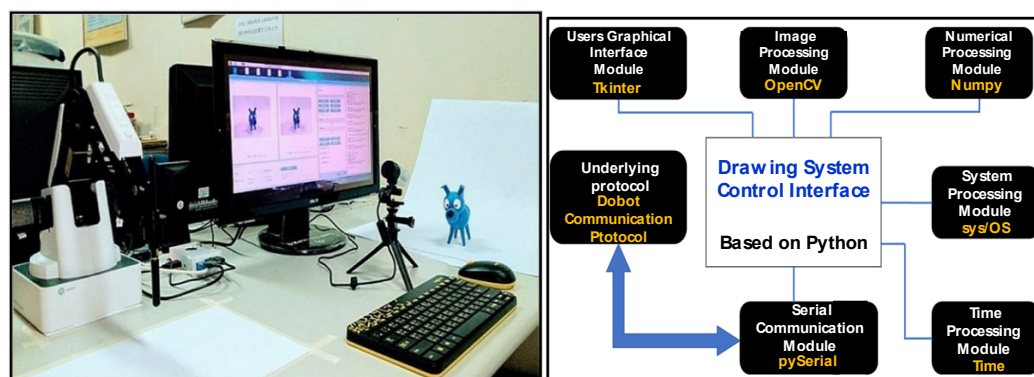 Users Graphical
Interface
Module
Tkinter
Image
Processing
Module
OpenCV
Numerical
Processing
Module
Numpy
Underlying
protocol
Dobot
Communication
Ptotocol
Drawing System
Control Interface
Based on Python
System
Processing
Module
sys/OS
Serial
Communication
Module
pySerial
Time
Processing
Module
Time